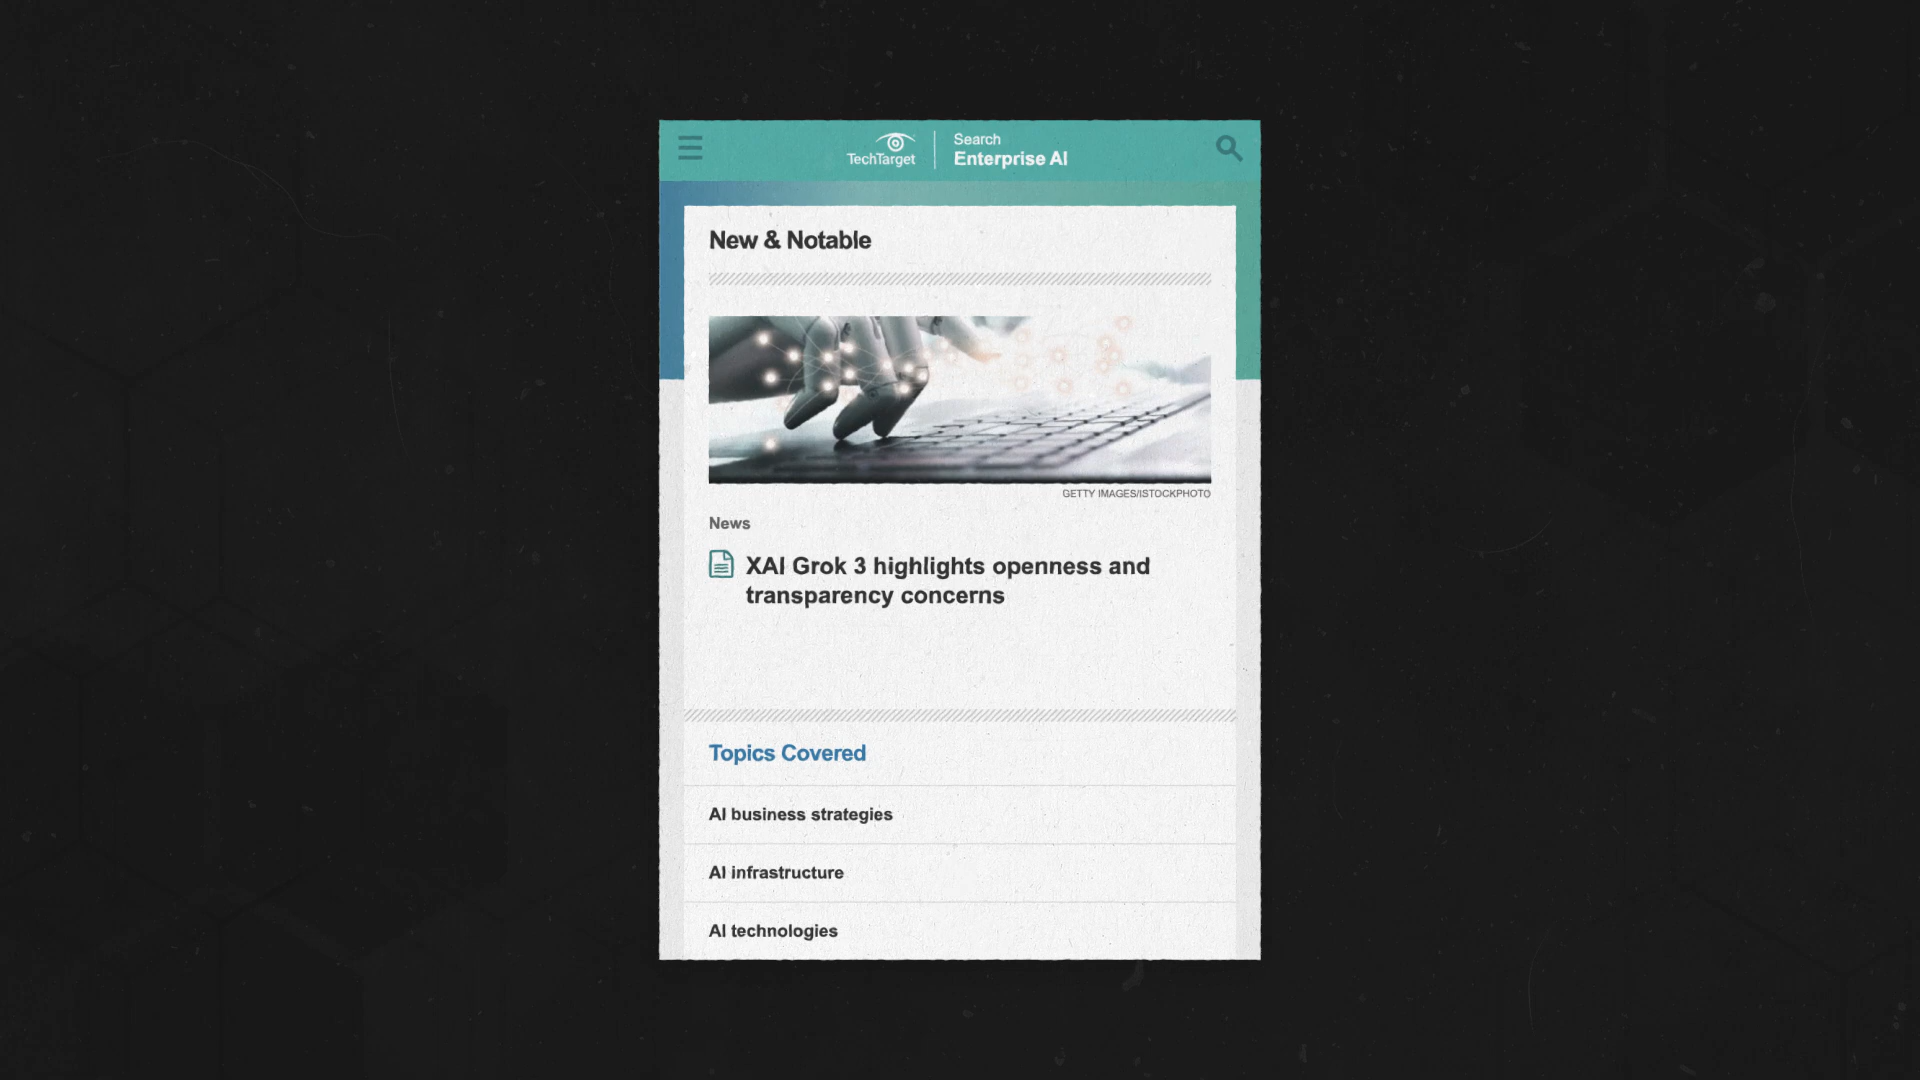 TechTarget
Search
Enterprise AI
New & Notable
GETTY IMAGES/ISTOCKPHOTO
News
XAI Grok 3 highlights openness and
transparency concerns
Topics Covered
AI business strategies
AI infrastructure
AI technologies